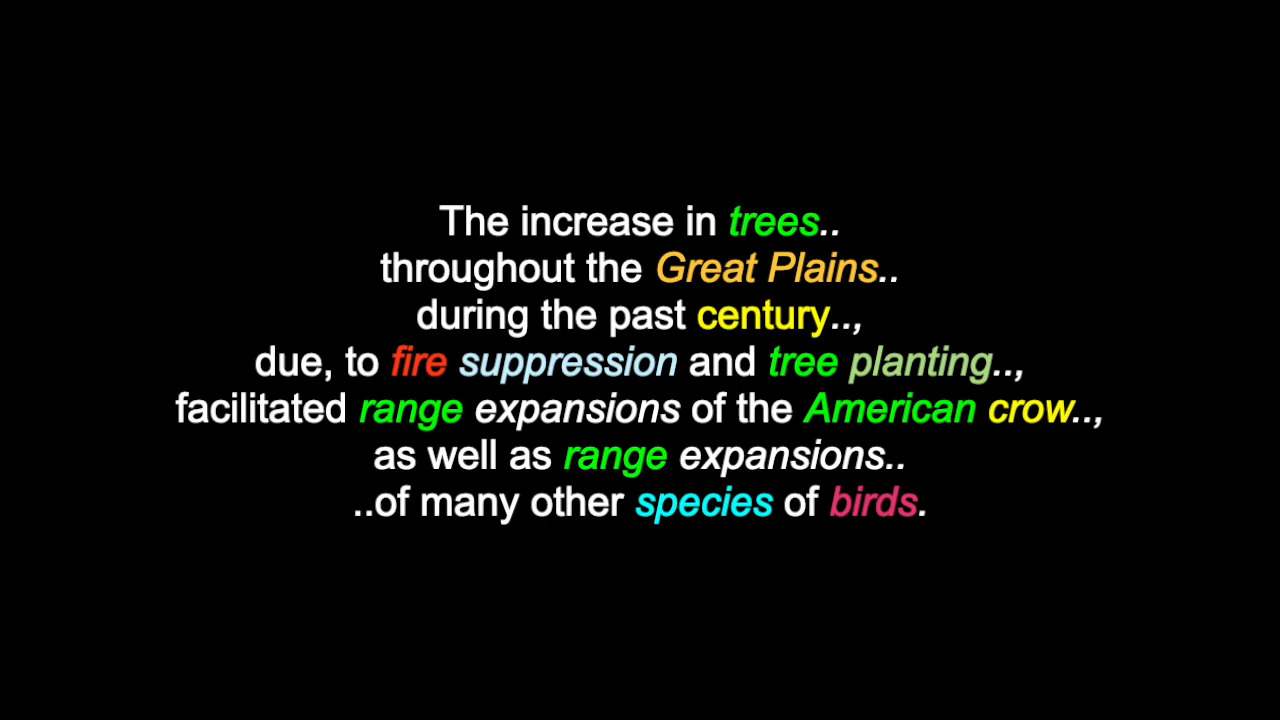 The increase in trees..
throughout the Great Plains..
during the past century..,
due, to fire suppression and tree planting..,
facilitated range expansions of the American crow..,
as well as range expansions..
..of many other species of birds.